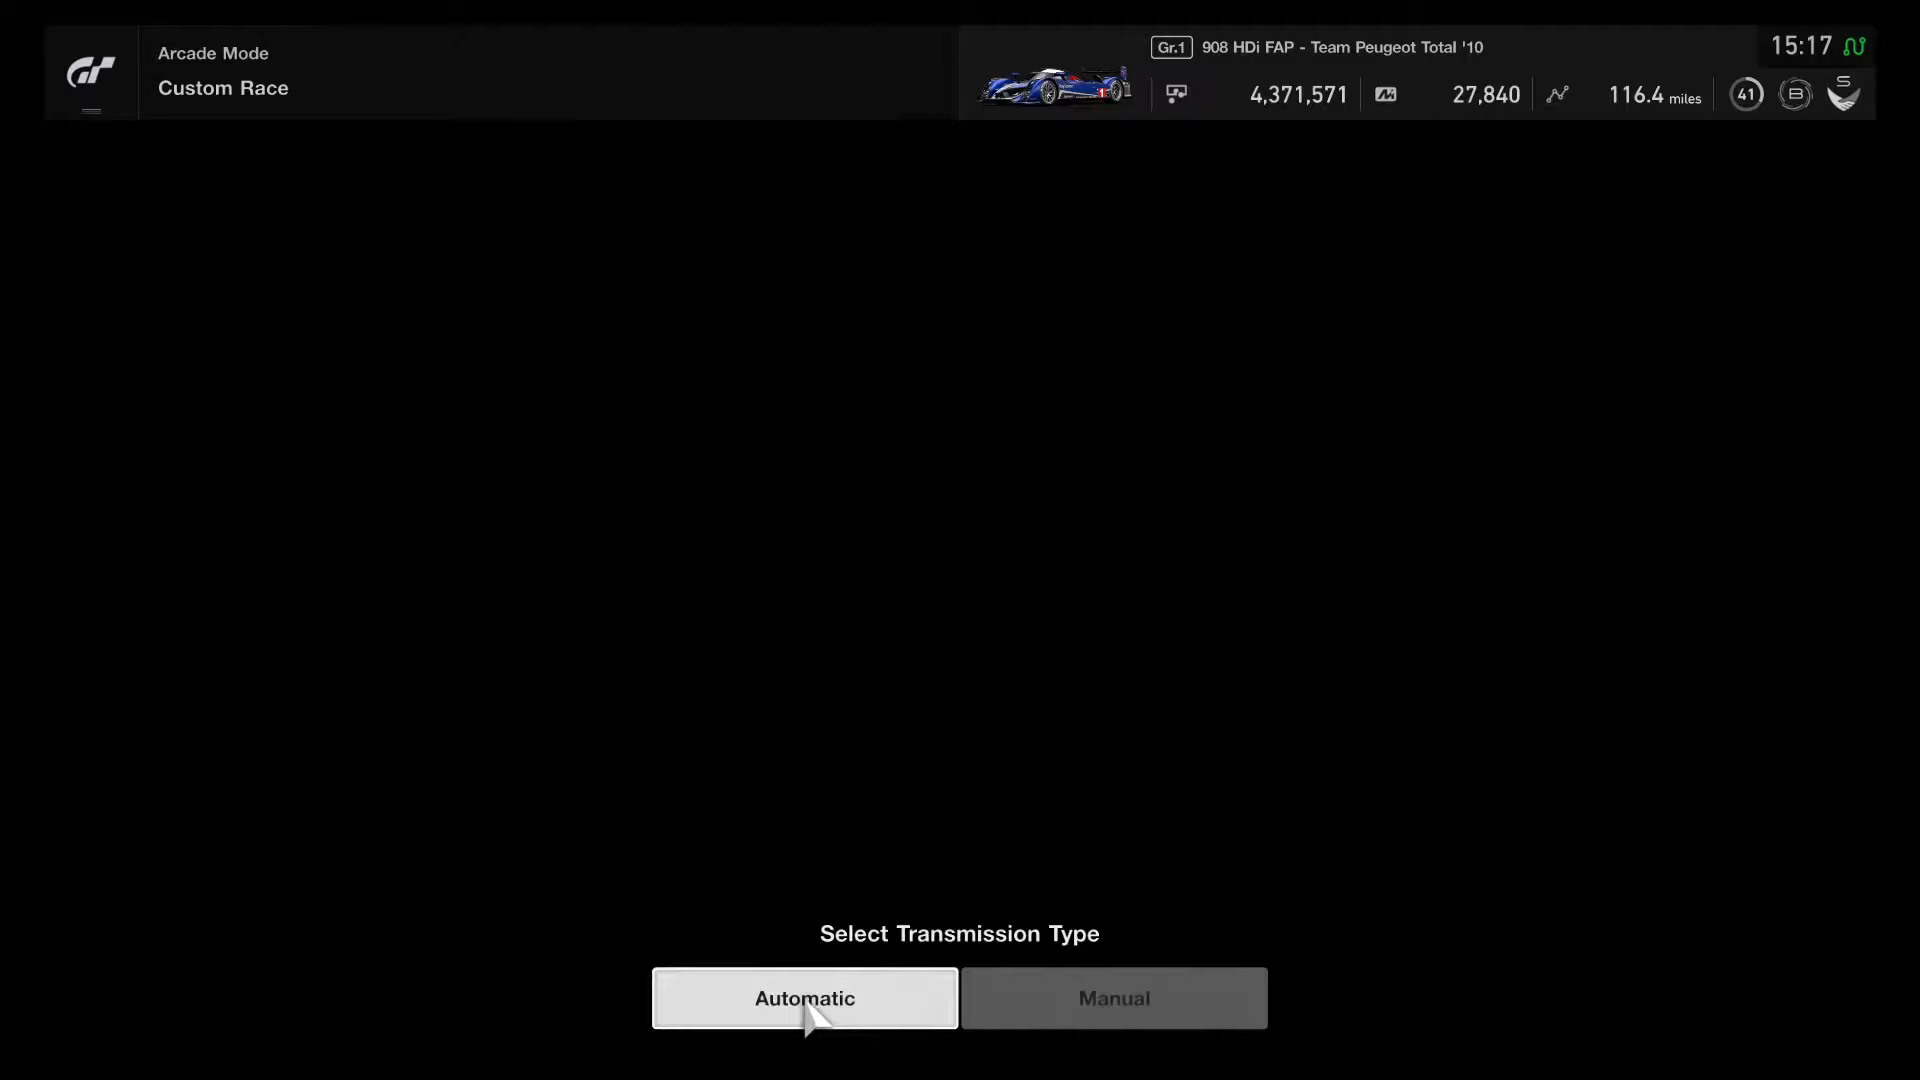 Arcade Mode
Custom Race
Gr.1 908 HDi FAP - Team Peugeot Total '10
15:17
4,371,571
27,840
116.4 miles
41
B
S
Select Transmission Type
Automatic
Manual